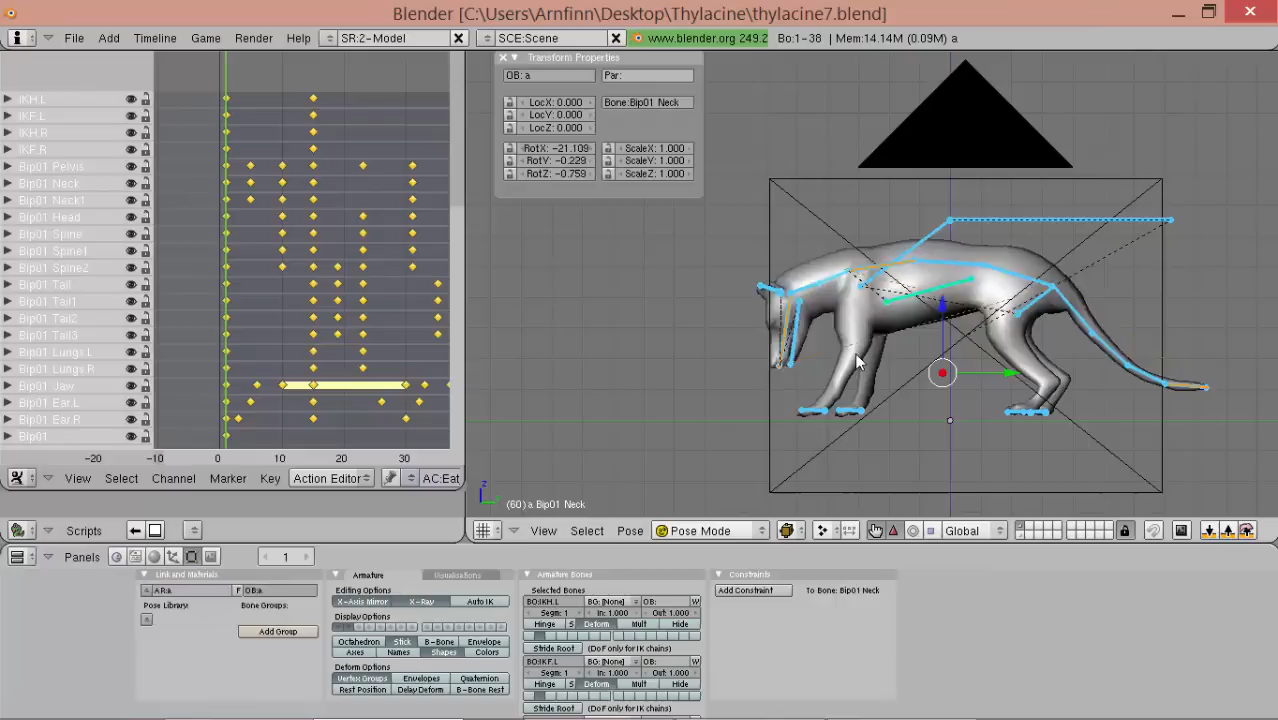 Blender [C:\Users\Arnfinn\Desktop\Thylacine\thylacine7.blend]
File Add Timeline Game Render Help SR:2-Model SCE:Scene www.blender.org 249.2 Bo:1-38 | Mem:14.14M (0.09M) a
Transform Properties
OB: a Par:
LocX: 0.000 Bone:Bip01 Neck
LocY: 0.000
LocZ: 0.000
RotX: -21.109 ScaleX: 1.000
RotY: -0.229 ScaleY: 1.000
RotZ: -0.759 ScaleZ: 1.000
IKH.L
IKF.L
IKH.R
IKF.R
Bip01 Pelvis
Bip01 Neck
Bip01 Neck1
Bip01 Head
Bip01 Spine
Bip01 Spine1
Bip01 Spine2
Bip01 Tail
Bip01 Tail1
Bip01 Tail2
Bip01 Tail3
Bip01 Lungs L
Bip01 Lungs R
Bip01 Jaw
Bip01 Ear.L
Bip01 Ear.R
Bip01
-20 -10 0 10 20 30
View Select Channel Marker Key Action Editor AC:Eat
z
(60) a Bip01 Neck
Scripts
View Select Pose Pose Mode Global
Panels 1
Link and Materials
AR:a F OB:a
Pose Library: Bone Groups:
Add Group
Armature Visualisations
Editing Options
X-Axis Mirror X-Ray Auto IK
Display Options
Octahedron Stick B-Bone Envelope
Axes Names Shapes Colors
Deform Options
Vertex Groups Envelopes Quaternion
Rest Position Delay Deform B-Bone Rest
Armature Bones
Selected Bones
BO:IKH.L BG: [None] OB: W
Segm: 1 In: 1.000 Out: 1.000
Hinge S Deform Mult Hide
Stride Root (DoF only for IK chains)
BO:IKF.L BG: [None] OB: W
Segm: 1 In: 1.000 Out: 1.000
Hinge S Deform Mult Hide
Stride Root (DoF only for IK chains)
Constraints
Add Constraint To Bone: Bip01 Neck